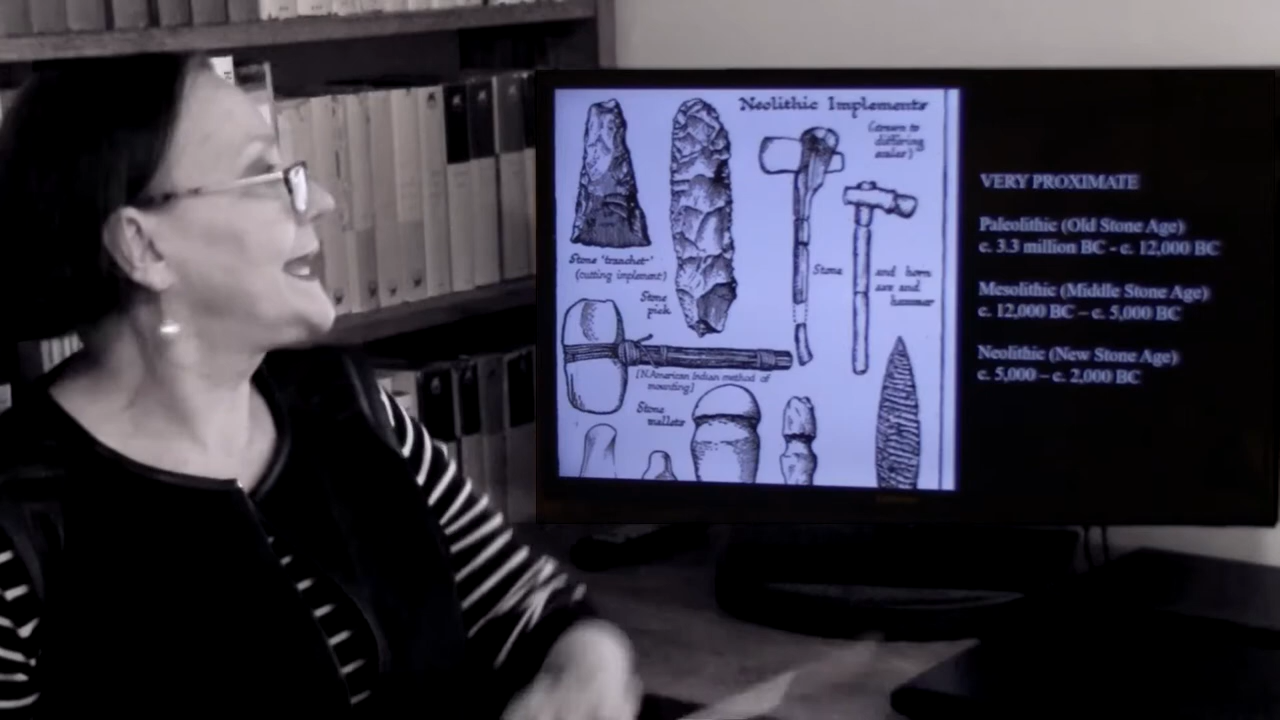 Neolithic Implements
(drawn to
differing
scales)
Stone 'tranchet'
(cutting implement)
Stone
pick
Stone and horn
axe and
hammer
[N. American Indian method of
mounting]
Stone
mallets
VERY PROXIMATE
Paleolithic (Old Stone Age)
c. 3.3 million BC - c. 12,000 BC
Mesolithic (Middle Stone Age)
c. 12,000 BC – c. 5,000 BC
Neolithic (New Stone Age)
c. 5,000 – c. 2,000 BC